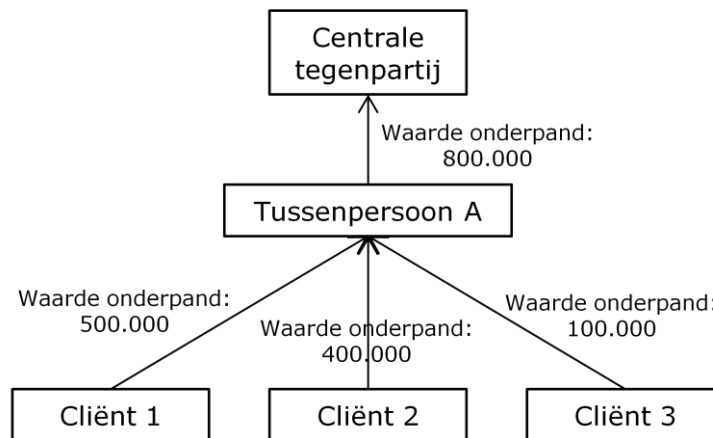 Centrale
tegenpartij
Waarde onderpand:
800.000
Tussenpersoon A
Waarde onderpand:
500.000
Waarde onderpand:
400.000
Waarde onderpand:
100.000
Cliënt 1
Cliënt 2
Cliënt 3